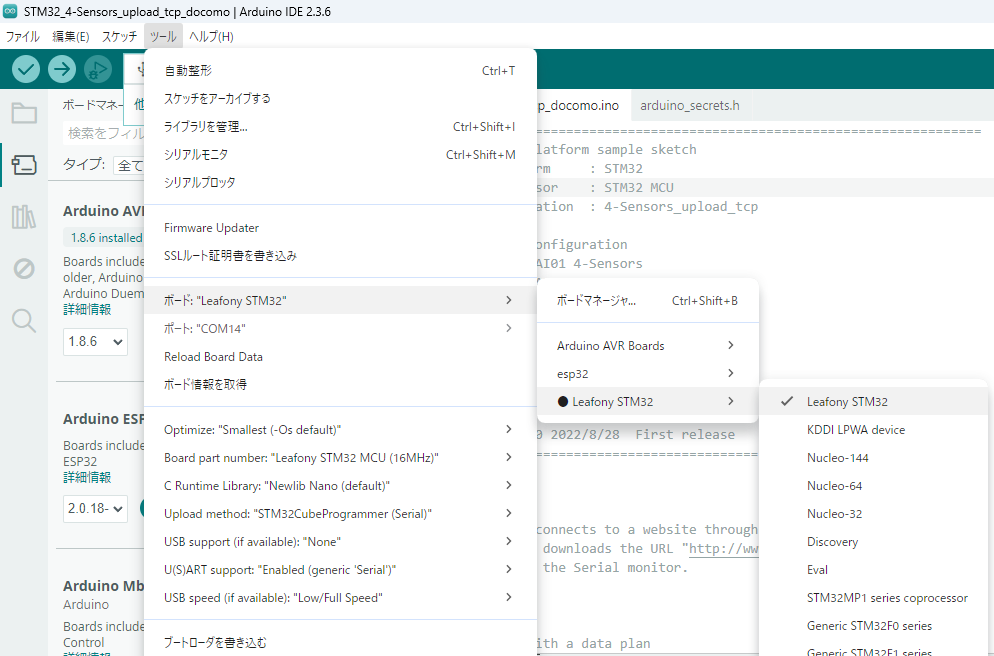 STM32_4-Sensors_upload_tcp_docomo | Arduino IDE 2.3.6
ファイル 編集(E) スケッチ ツール ヘルプ(H)
p_docomo.ino arduino_secrets.h
ボードマネー
検索をフィル
タイプ: 全て
Arduino AVR
1.8.6 installed
Boards include
older, Arduino
Arduino Duem
詳細情報
1.8.6
Arduino ESP
Boards include
ESP32
詳細情報
2.0.18-
Arduino Mb
Arduino
Boards include
Control
詳細情報
他
自動整形 Ctrl+T
スケッチをアーカイブする
ライブラリを管理... Ctrl+Shift+I
シリアルモニタ Ctrl+Shift+M
シリアルプロッタ
Firmware Updater
SSLルート証明書を書き込み
ボード: "Leafony STM32"
ポート: "COM14"
Reload Board Data
ボード情報を取得
Optimize: "Smallest (-Os default)"
Board part number: "Leafony STM32 MCU (16MHz)"
C Runtime Library: "Newlib Nano (default)"
Upload method: "STM32CubeProgrammer (Serial)"
USB support (if available): "None"
U(S)ART support: "Enabled (generic 'Serial')"
USB speed (if available): "Low/Full Speed"
ブートローダを書き込む
ボードマネージャ... Ctrl+Shift+B
Arduino AVR Boards
esp32
Leafony STM32
Leafony STM32
KDDI LPWA device
Nucleo-144
Nucleo-64
Nucleo-32
Discovery
Eval
STM32MP1 series coprocessor
Generic STM32F0 series
Generic STM32F1 series
============================================================
latform sample sketch
rm : STM32
sor : STM32 MCU
ation : 4-Sensors_upload_tcp
onfiguration
AI01 4-Sensors
0 2022/8/28 First release
=============================
connects to a website through
downloads the URL "http://ww
the Serial monitor.
ith a data plan